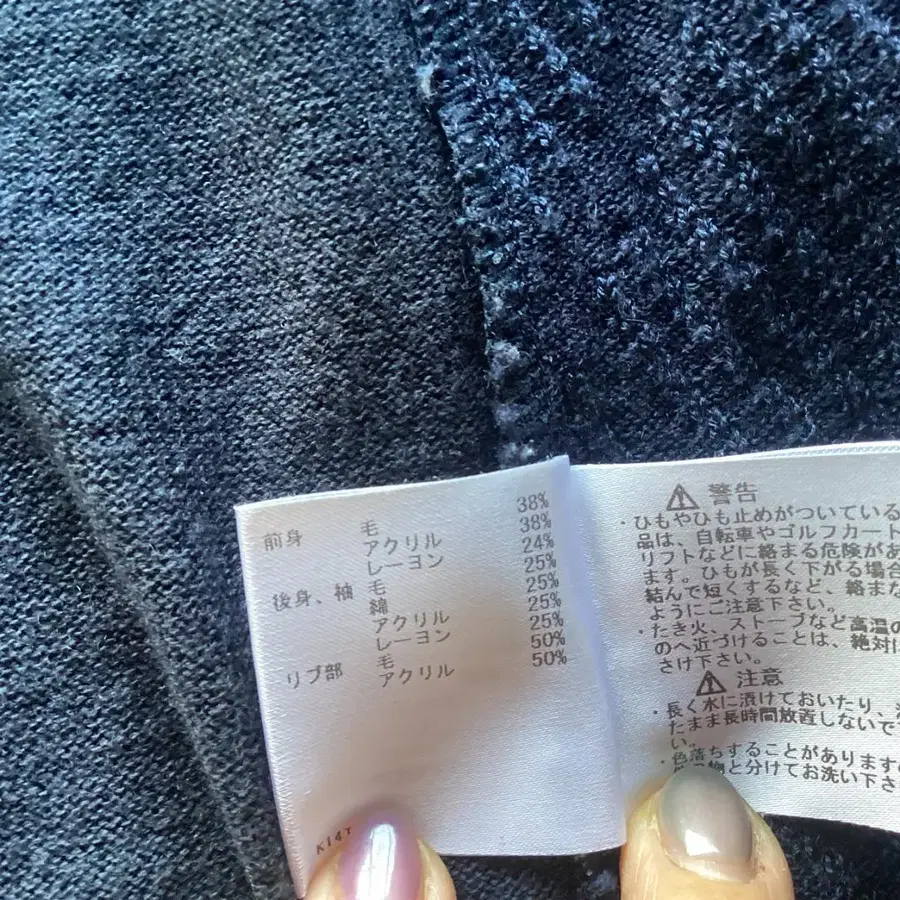 前身 毛 38%
アクリル 38%
レーヨン 24%
後身、袖 毛 25%
綿 25%
アクリル 25%
レーヨン 25%
リブ部 毛 50%
アクリル 50%
K14T
警告
・ひもやひも止めがついている
品は、自転車やゴルフカート
リフトなどに絡まる危険があ
ます。ひもが長く下がる場合
結んで短くするなど、絡まな
ようにご注意下さい。
・たき火、ストーブなど高温の
のへ近づけることは、絶対に
さけ下さい。
注意
・長く水に漬けておいたり、
たまま長時間放置しないで
い。
・色落ちすることがあります
物と分けてお洗い下さ